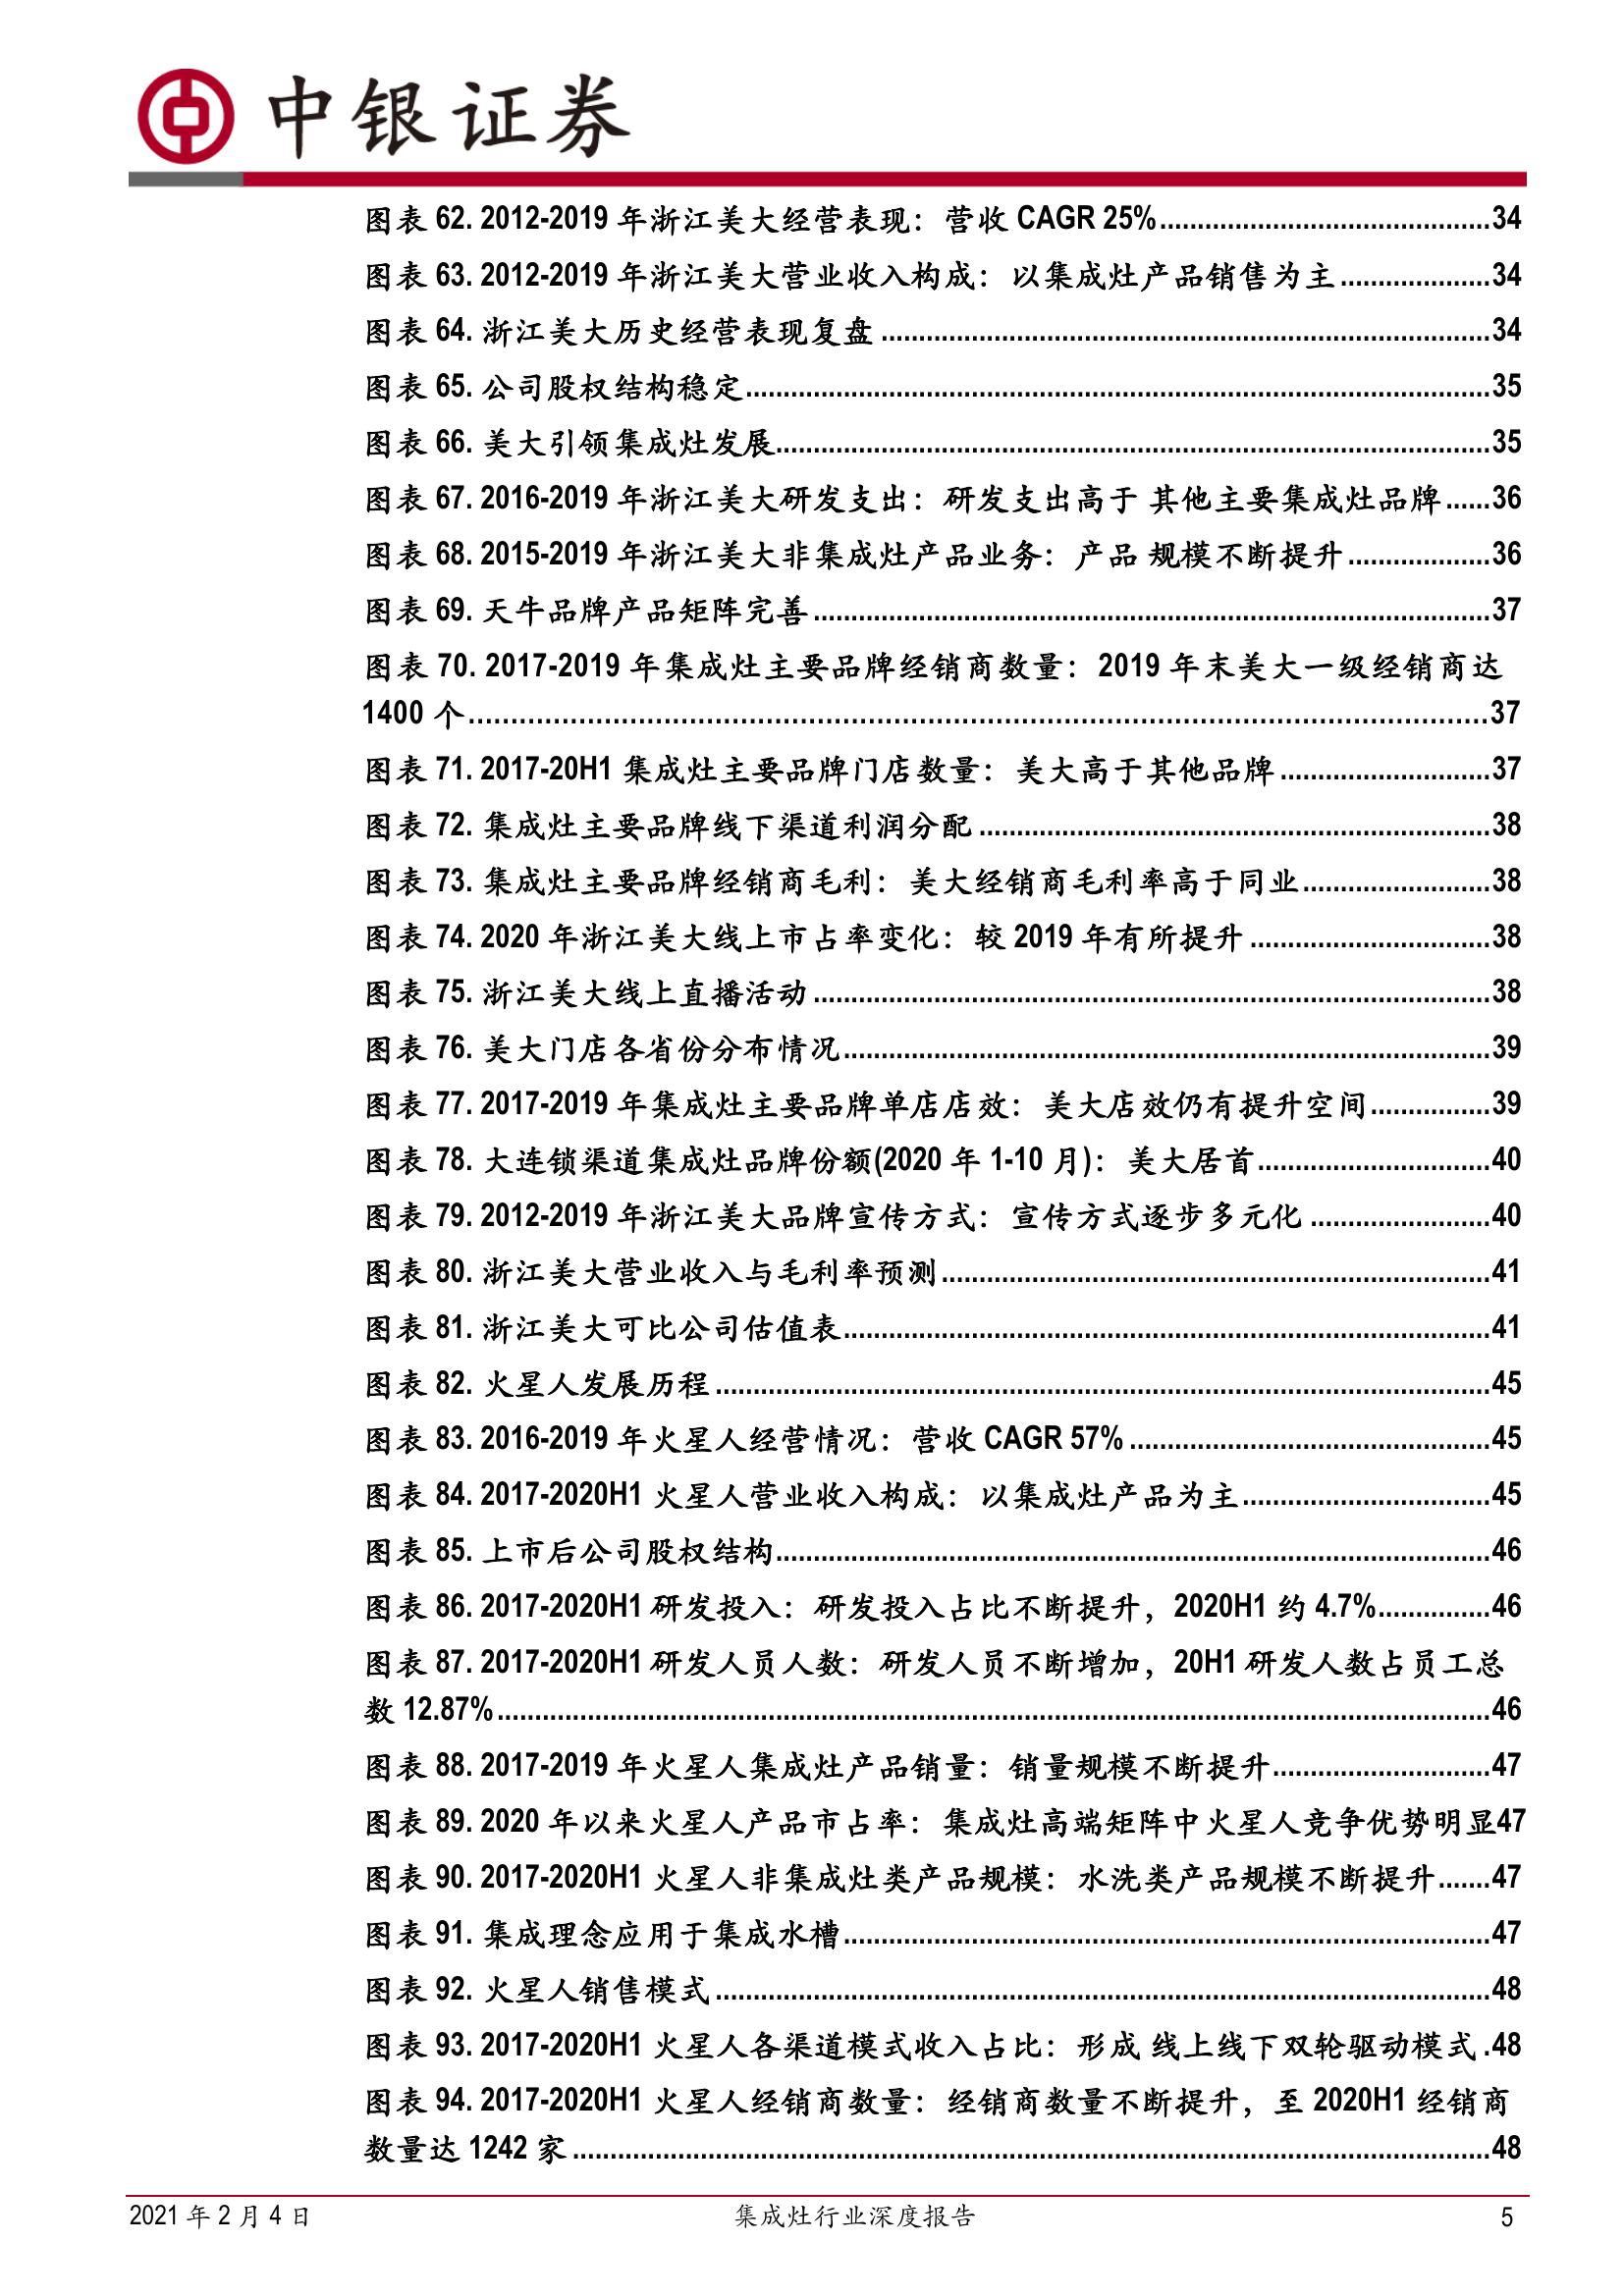 中银证券
图表 62. 2012-2019 年浙江美大经营表现：营收 CAGR 25%............................................34
图表 63. 2012-2019 年浙江美大营业收入构成：以集成灶产品销售为主....................34
图表 64. 浙江美大历史经营表现复盘.................................................................................34
图表 65. 公司股权结构稳定...................................................................................................35
图表 66. 美大引领集成灶发展...............................................................................................35
图表 67. 2016-2019 年浙江美大研发支出：研发支出高于 其他主要集成灶品牌......36
图表 68. 2015-2019 年浙江美大非集成灶产品业务：产品 规模不断提升...................36
图表 69. 天牛品牌产品矩阵完善..........................................................................................37
图表 70. 2017-2019 年集成灶主要品牌经销商数量：2019 年末美大一级经销商达
1400 个........................................................................................................................37
图表 71. 2017-20H1 集成灶主要品牌门店数量：美大高于其他品牌............................37
图表 72. 集成灶主要品牌线下渠道利润分配....................................................................38
图表 73. 集成灶主要品牌经销商毛利：美大经销商毛利率高于同业.........................38
图表 74. 2020 年浙江美大线上市占率变化：较 2019 年有所提升................................38
图表 75. 浙江美大线上直播活动..........................................................................................38
图表 76. 美大门店各省份分布情况......................................................................................39
图表 77. 2017-2019 年集成灶主要品牌单店店效：美大店效仍有提升空间................39
图表 78. 大连锁渠道集成灶品牌份额(2020 年 1-10 月)：美大居首...............................40
图表 79. 2012-2019 年浙江美大品牌宣传方式：宣传方式逐步多元化........................40
图表 80. 浙江美大营业收入与毛利率预测.........................................................................41
图表 81. 浙江美大可比公司估值表......................................................................................41
图表 82. 火星人发展历程.......................................................................................................45
图表 83. 2016-2019 年火星人经营情况：营收 CAGR 57%................................................45
图表 84. 2017-2020H1 火星人营业收入构成：以集成灶产品为主.................................45
图表 85. 上市后公司股权结构...............................................................................................46
图表 86. 2017-2020H1 研发投入：研发投入占比不断提升，2020H1 约 4.7%...............46
图表 87. 2017-2020H1 研发人员人数：研发人员不断增加，20H1 研发人数占员工总
数 12.87%....................................................................................................................................46
图表 88. 2017-2019 年火星人集成灶产品销量：销量规模不断提升.............................47
图表 89. 2020 年以来火星人产品市占率：集成灶高端矩阵中火星人竞争优势明显47
图表 90. 2017-2020H1 火星人非集成灶类产品规模：水洗类产品规模不断提升.......47
图表 91. 集成理念应用于集成水槽......................................................................................47
图表 92. 火星人销售模式.......................................................................................................48
图表 93. 2017-2020H1 火星人各渠道模式收入占比：形成 线上线下双轮驱动模式.48
图表 94. 2017-2020H1 火星人经销商数量：经销商数量不断提升，至 2020H1 经销商
数量达 1242 家..........................................................................................................................48
2021 年 2 月 4 日 集成灶行业深度报告 5